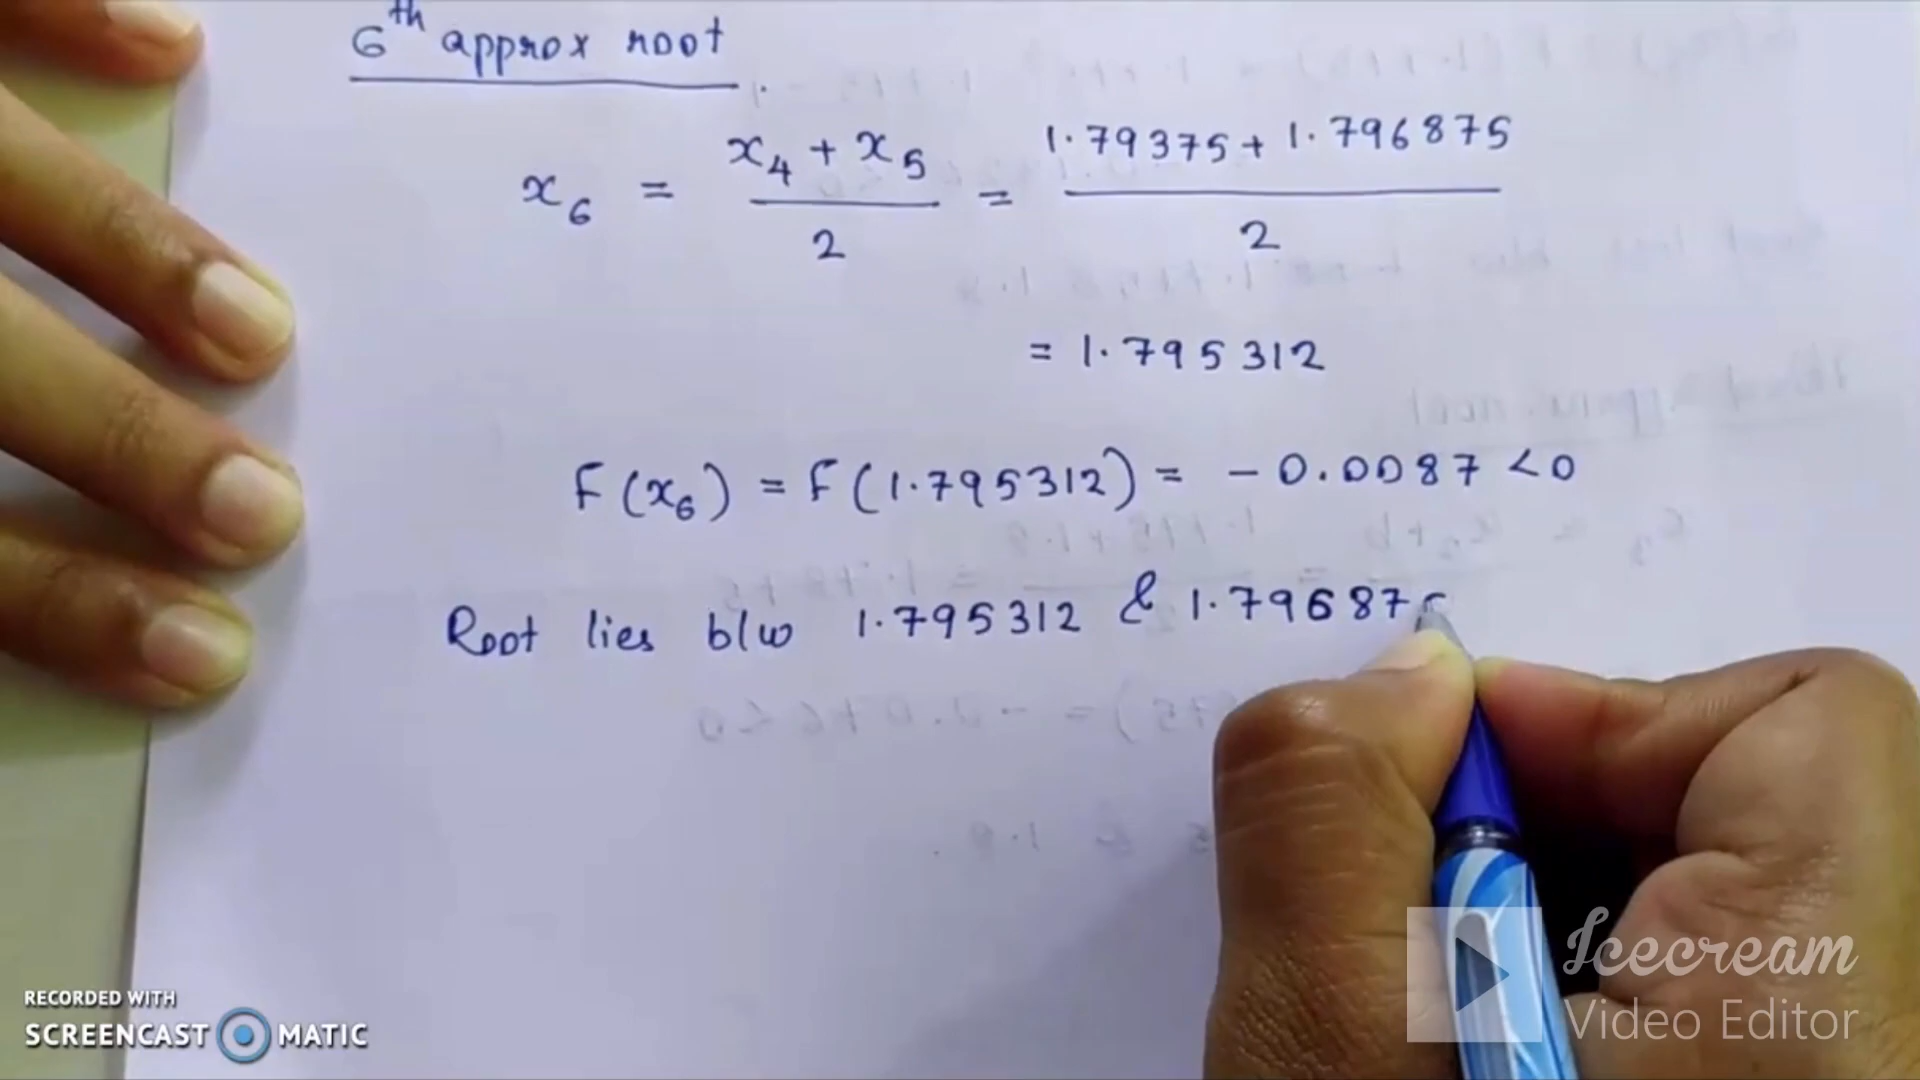 6th approx root
x6 = x4 + x5 / 2 = 1.79375 + 1.796875 / 2
= 1.795312
F(x6) = F(1.795312) = -0.0087 <0
Root lies b/w 1.795312 & 1.796875
RECORDED WITH
SCREENCAST MATIC
Icecream
Video Editor